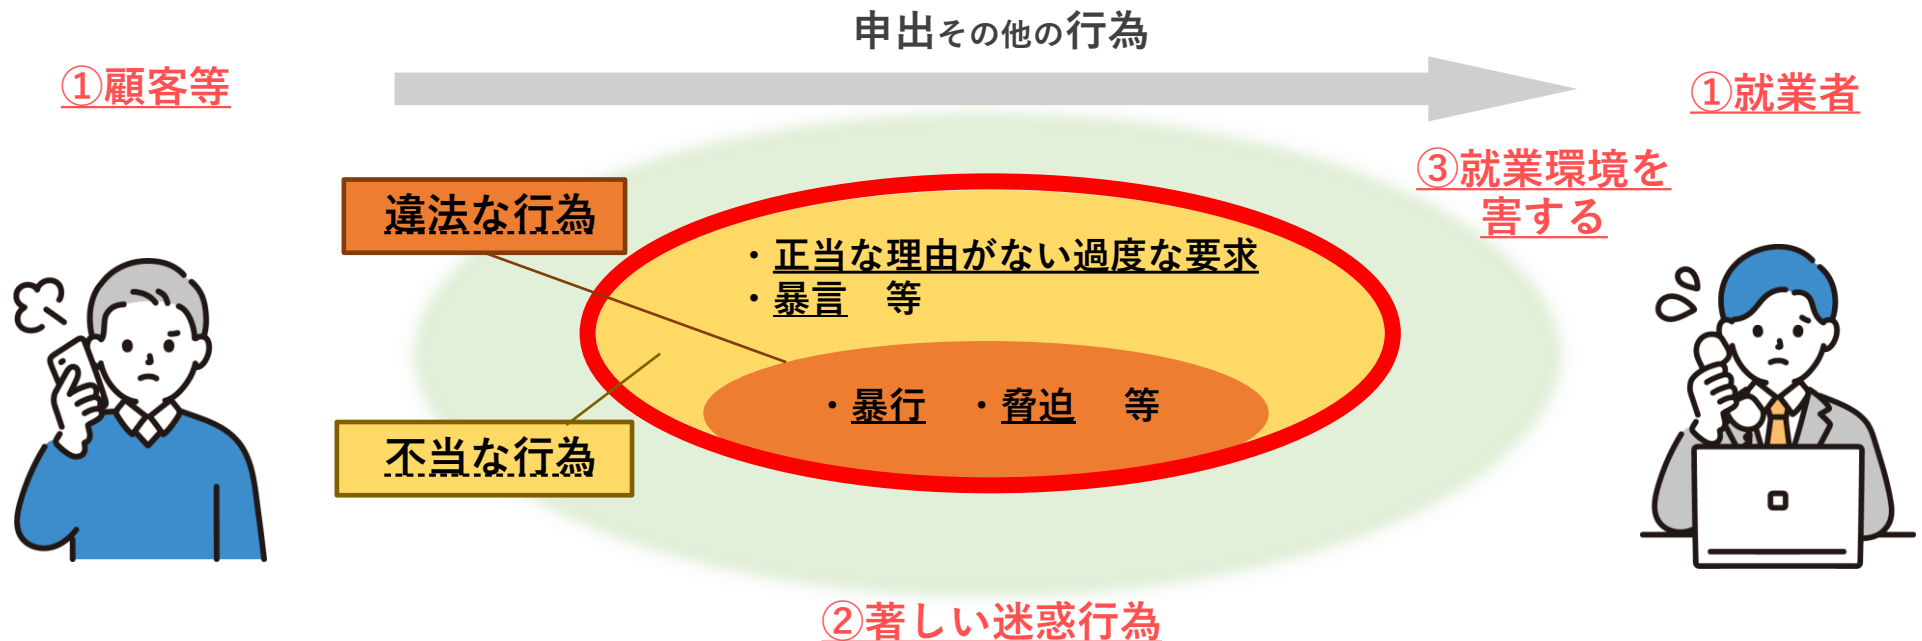 申出その他の行為
①顧客等
①就業者
③就業環境を
害する
違法な行為
・正当な理由がない過度な要求
・暴言　等
・暴行　・脅迫　等
不当な行為
②著しい迷惑行為